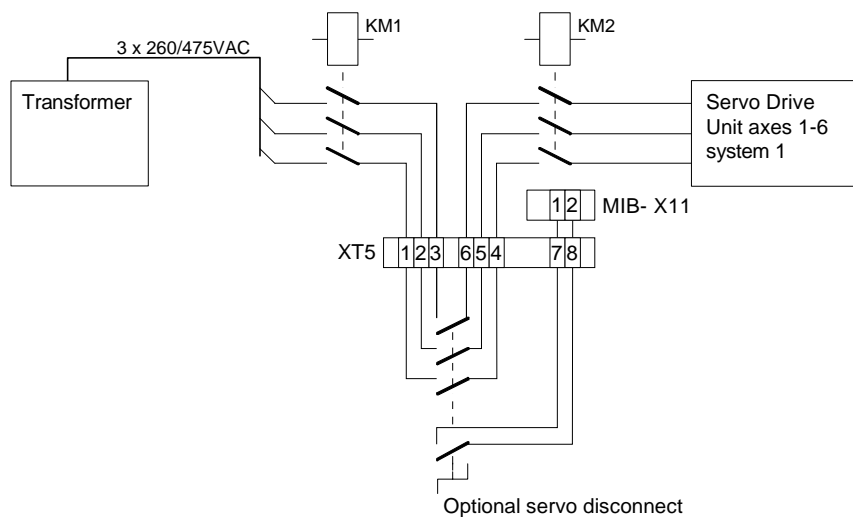 KM1
KM2
3 x 260/475VAC
Transformer
Servo Drive
Unit axes 1-6
system 1
1 2 MIB- X11
XT5 1 2 3 6 5 4 7 8
Optional servo disconnect